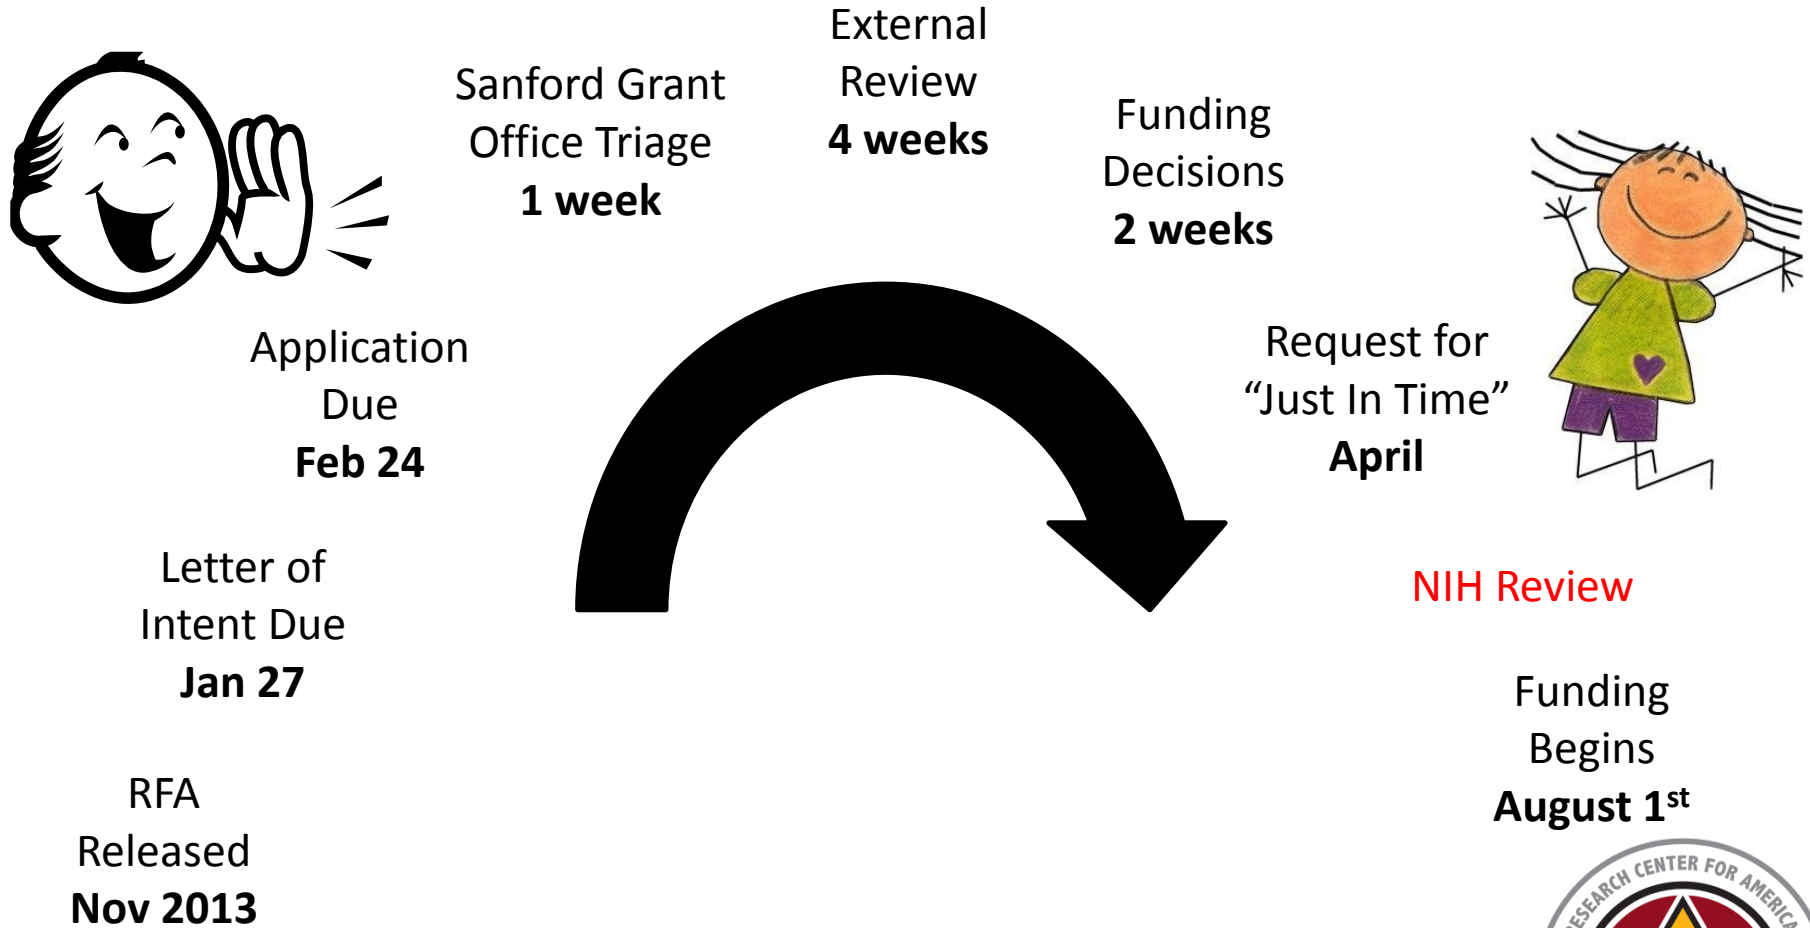 RFA
Released
Nov 2013
Letter of
Intent Due
Jan 27
Application
Due
Feb 24
Sanford Grant
Office Triage
1 week
External
Review
4 weeks
Funding
Decisions
2 weeks
Request for
“Just In Time”
April
NIH Review
Funding
Begins
August 1st
CENTER FOR